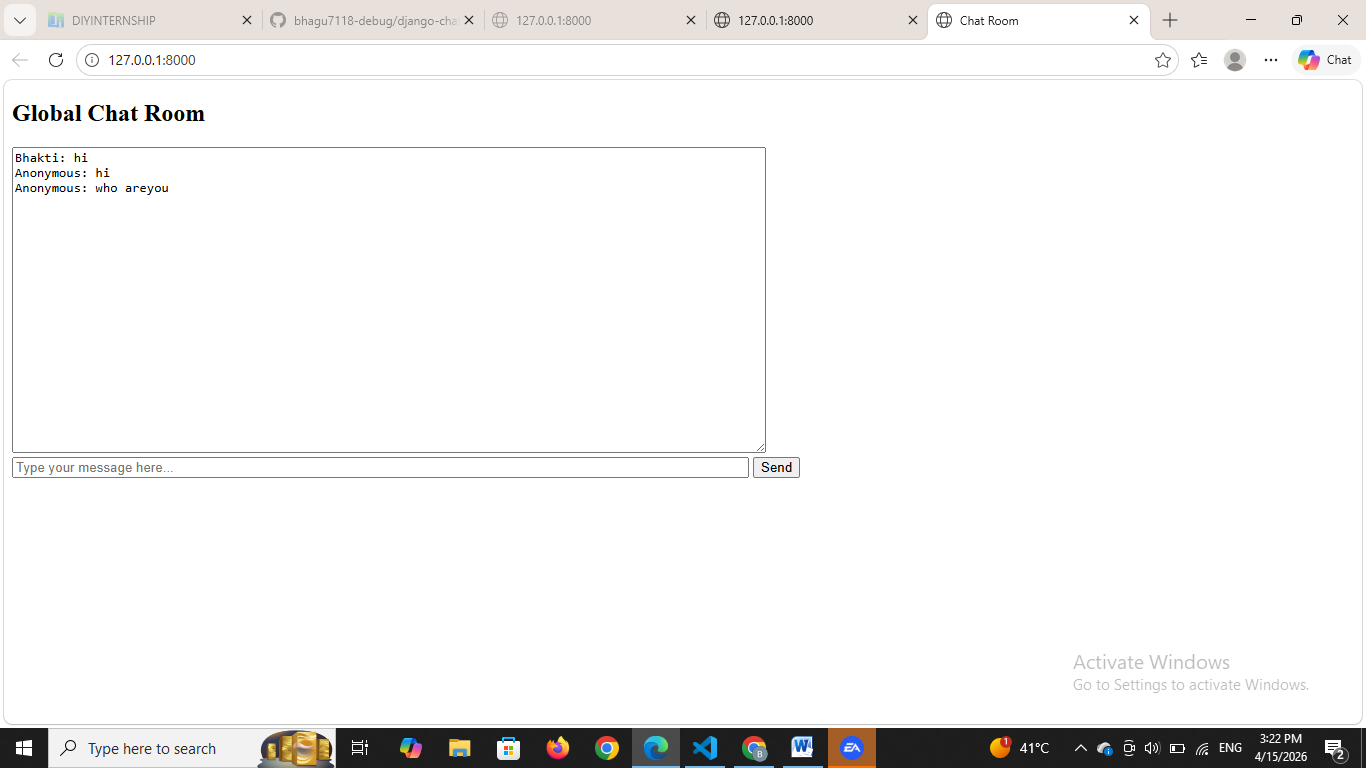 DIYINTERNSHIP
bhagu7118-debug/django-cha
127.0.0.1:8000
127.0.0.1:8000
Chat Room
127.0.0.1:8000
Chat
Global Chat Room
Bhakti: hi
Anonymous: hi
Anonymous: who areyou
Type your message here...
Send
Activate Windows
Go to Settings to activate Windows.
Type here to search
B
W
EA
1
41°C
ENG
3:22 PM
4/15/2026
2